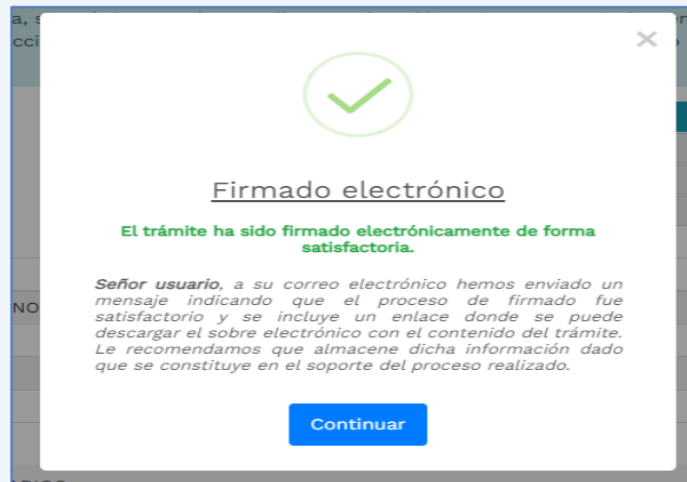 Firmado electrónico
El trámite ha sido firmado electrónicamente de forma
satisfactoria.
Señor usuario, a su correo electrónico hemos enviado un
mensaje indicando que el proceso de firmado fue
satisfactorio y se incluye un enlace donde se puede
descargar el sobre electrónico con el contenido del trámite.
Le recomendamos que almacene dicha información dado
que se constituye en el soporte del proceso realizado.
Continuar